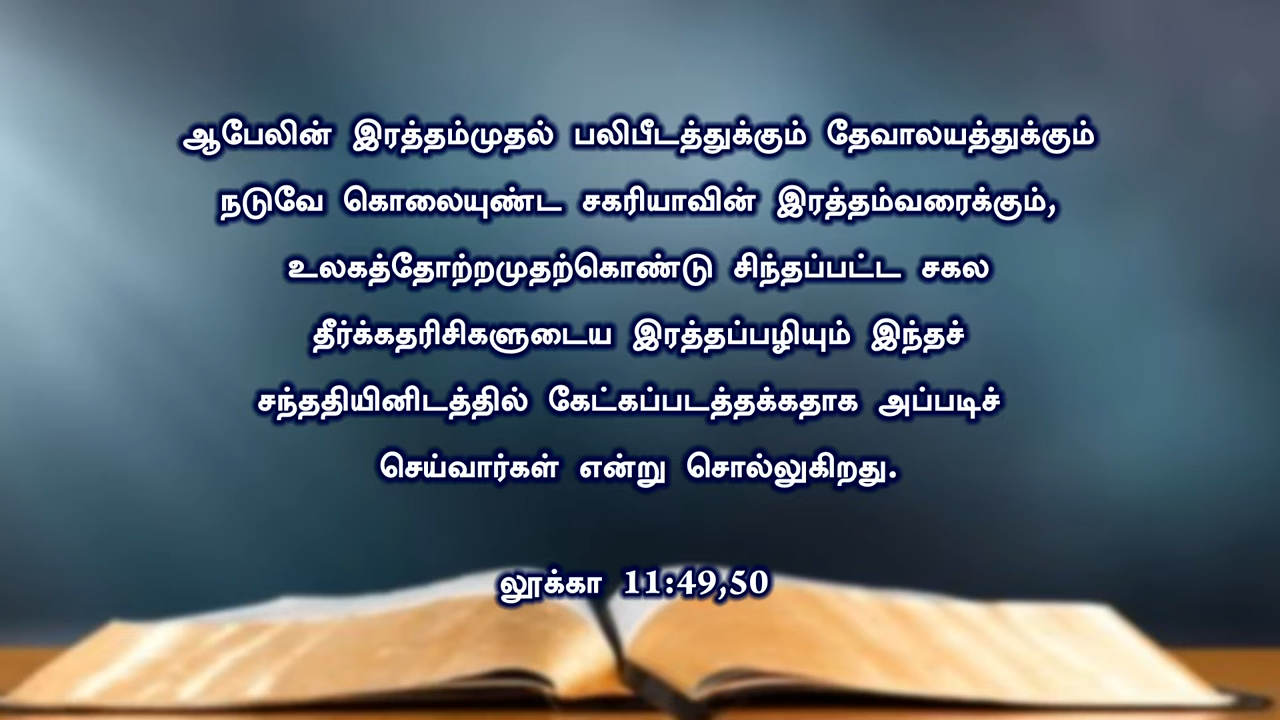 ஆபேலின் இரத்தம்முதல் பலிபீடத்துக்கும் தேவாலயத்துக்கும்
நடுவே கொலையுண்ட சகரியாவின் இரத்தம்வரைக்கும்,
உலகத்தோற்றமுதற்கொண்டு சிந்தப்பட்ட சகல
தீர்க்கதரிசிகளுடைய இரத்தப்பழியும் இந்தச்
சந்ததியினிடத்தில் கேட்கப்படத்தக்கதாக அப்படிச்
செய்வார்கள் என்று சொல்லுகிறது.
லூக்கா 11:49,50